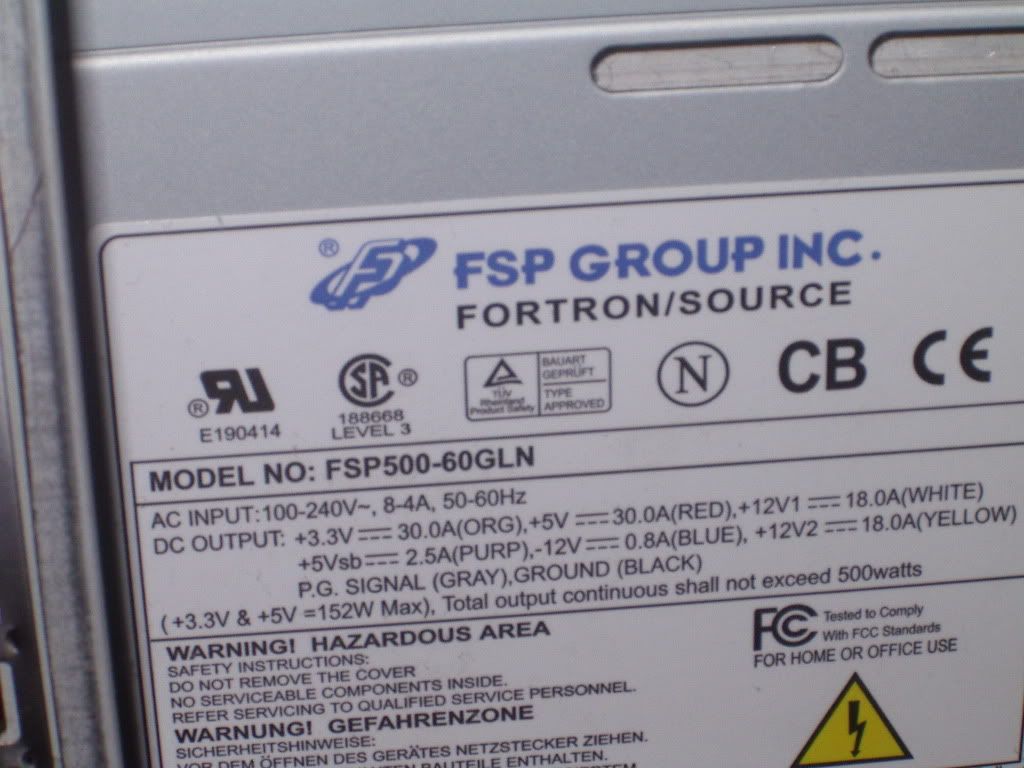 ® FSP GROUP INC.
FORTRON/SOURCE
® E190414
SA ® 188668 LEVEL 3
TÜV Rheinland Product Safety
BAUART GEPRÜFT
TYPE APPROVED
N
CB
CE
MODEL NO: FSP500-60GLN
AC INPUT:100-240V~, 8-4A, 50-60Hz
DC OUTPUT: +3.3V ⎓ 30.0A(ORG),+5V ⎓30.0A(RED),+12V1 ⎓18.0A(WHITE)
+5Vsb⎓ 2.5A(PURP),-12V⎓ 0.8A(BLUE), +12V2 ⎓18.0A(YELLOW)
P.G. SIGNAL (GRAY),GROUND (BLACK)
(+3.3V & +5V =152W Max), Total output continuous shall not exceed 500watts
WARNING! HAZARDOUS AREA
SAFETY INSTRUCTIONS:
DO NOT REMOVE THE COVER
NO SERVICEABLE COMPONENTS INSIDE.
REFER SERVICING TO QUALIFIED SERVICE PERSONNEL.
WARNUNG! GEFAHRENZONE
SICHERHEITSHINWEISE:
VOR DEM ÖFFNEN DES GERÄTES NETZSTECKER ZIEHEN.
BAUTEILE ENTHALTEN.
FC Tested to Comply
With FCC Standards
FOR HOME OR OFFICE USE